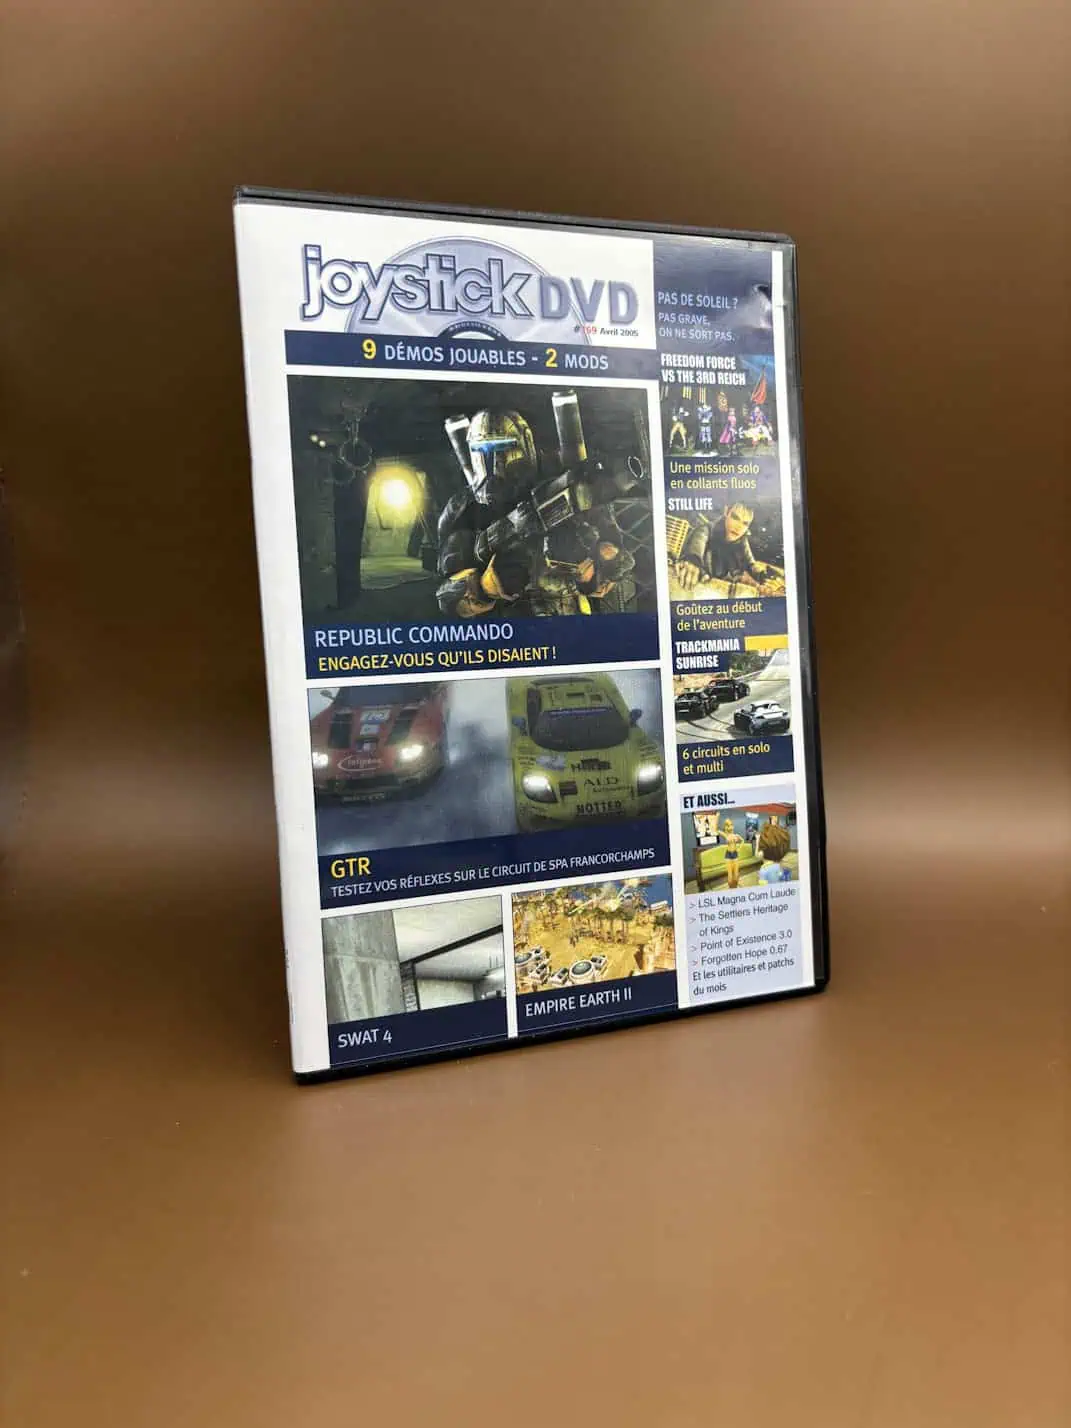 joystick DVD
#169 Avril 2005
9 DÉMOS JOUABLES - 2 MODS
REPUBLIC COMMANDO
ENGAGEZ-VOUS QU'ILS DISAIENT !
GTR
TESTEZ VOS RÉFLEXES SUR LE CIRCUIT DE SPA FRANCORCHAMPS
SWAT 4
EMPIRE EARTH II
PAS DE SOLEIL ?
PAS GRAVE,
ON NE SORT PAS.
FREEDOM FORCE
VS THE 3RD REICH
Une mission solo
en collants fluos
STILL LIFE
Goûtez au début
de l'aventure
TRACKMANIA
SUNRISE
6 circuits en solo
et multi
ET AUSSI...
> LSL Magna Cum Laude
> The Settlers Heritage
of Kings
> Point of Existence 3.0
> Forgotten Hope 0.67
Et les utilitaires et patchs
du mois